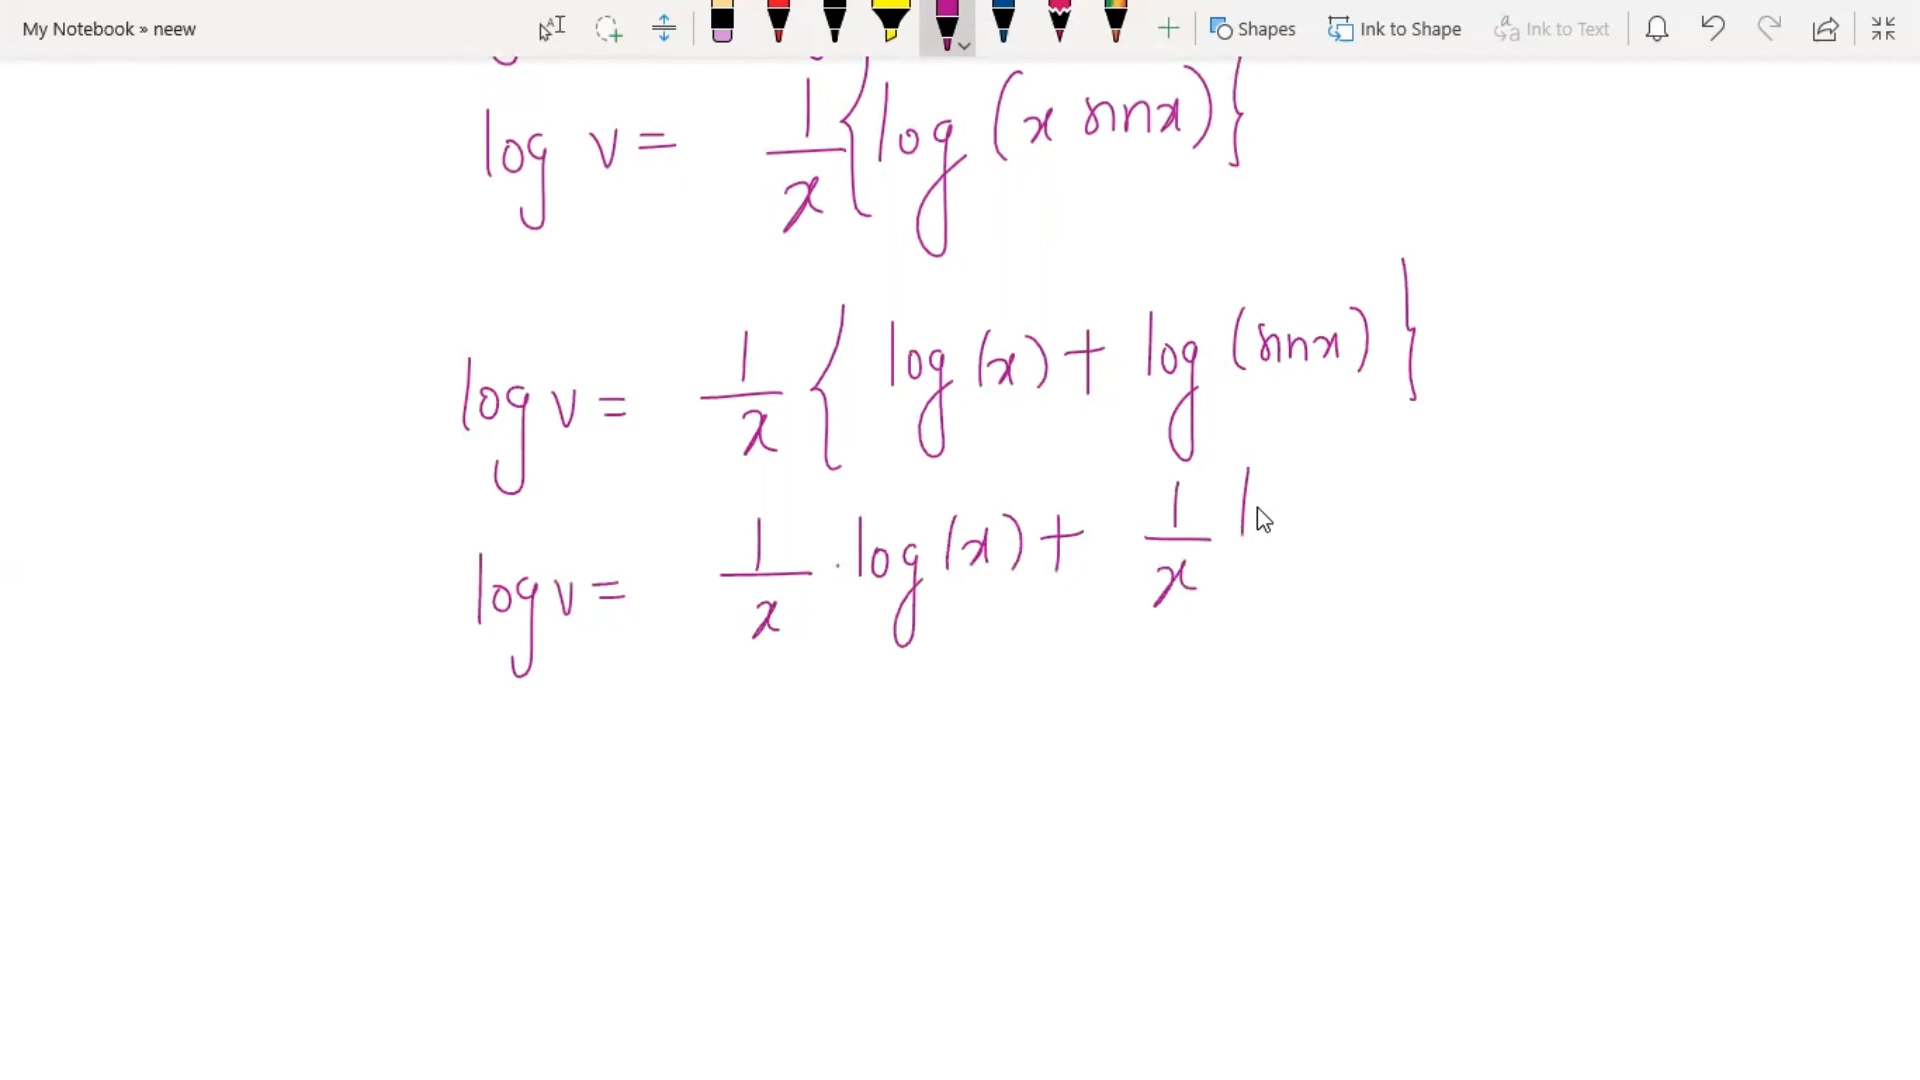 My Notebook » neew
Shapes Ink to Shape Ink to Text
log v = 1/x {log (x sinx)}
log v = 1/x { log (x) + log (sinx) }
log v = 1/x . log (x) + 1/x l